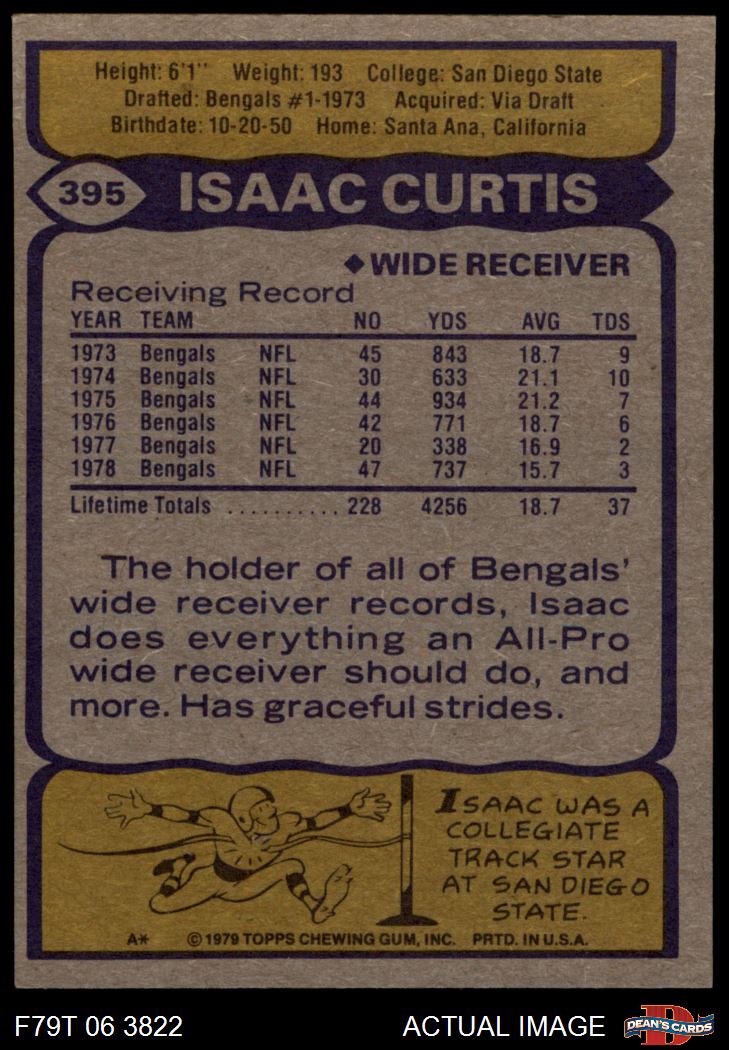 Height: 6'1" Weight: 193 College: San Diego State
Drafted: Bengals #1-1973 Acquired: Via Draft
Birthdate: 10-20-50 Home: Santa Ana, California
395 ISAAC CURTIS
◆WIDE RECEIVER
Receiving Record
YEAR TEAM NO YDS AVG TDS
1973 Bengals NFL 45 843 18.7 9
1974 Bengals NFL 30 633 21.1 10
1975 Bengals NFL 44 934 21.2 7
1976 Bengals NFL 42 771 18.7 6
1977 Bengals NFL 20 338 16.9 2
1978 Bengals NFL 47 737 15.7 3
Lifetime Totals .......... 228 4256 18.7 37
The holder of all of Bengals'
wide receiver records, Isaac
does everything an All-Pro
wide receiver should do, and
more. Has graceful strides.
ISAAC WAS A
COLLEGIATE
TRACK STAR
AT SAN DIEGO
STATE.
A* © 1979 TOPPS CHEWING GUM, INC. PRTD. IN U.S.A.
F79T 06 3822 ACTUAL IMAGE
D
DEAN'S CARDS